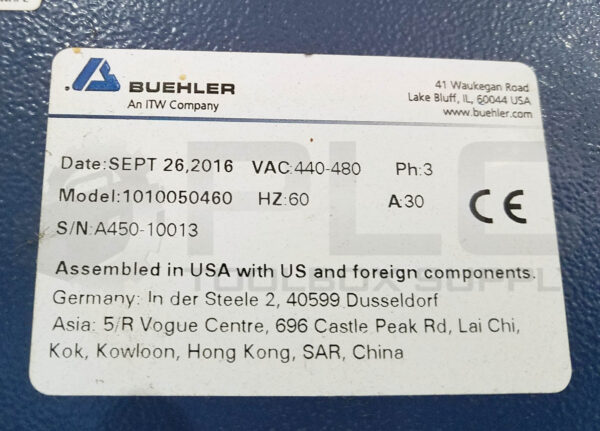 BUEHLER
An ITW Company
41 Waukegan Road
Lake Bluff, IL, 60044 USA
www.buehler.com
Date:SEPT 26,2016 VAC:440-480 Ph:3
Model:1010050460 HZ:60 A:30
CE
S/N:A450-10013
PLC
TOOLBOX SUPPLY
Assembled in USA with US and foreign components.
Germany: In der Steele 2, 40599 Dusseldorf
Asia: 5/R Vogue Centre, 696 Castle Peak Rd, Lai Chi,
Kok, Kowloon, Hong Kong, SAR, China